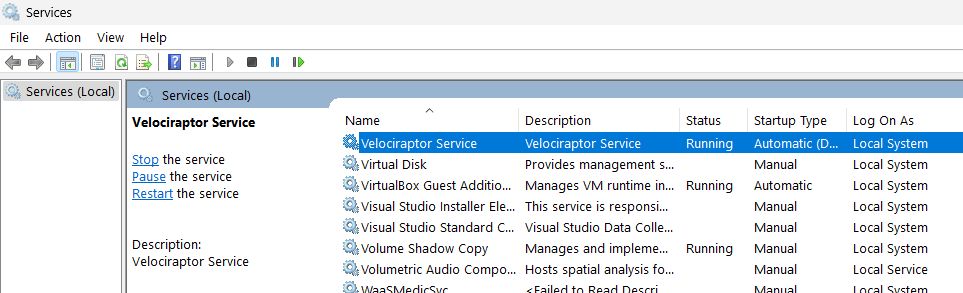 Services
File Action View Help
Services (Local)
Services (Local)
Velociraptor Service
Stop the service
Pause the service
Restart the service
Description:
Velociraptor Service
Name Description Status Startup Type Log On As
Velociraptor Service Velociraptor Service Running Automatic (D... Local System
Virtual Disk Provides management s... Manual Local System
VirtualBox Guest Additio... Manages VM runtime in... Running Automatic Local System
Visual Studio Installer Ele... This service is responsi... Manual Local System
Visual Studio Standard C... Visual Studio Data Colle... Manual Local System
Volume Shadow Copy Manages and impleme... Running Manual Local System
Volumetric Audio Compo... Hosts spatial analysis fo... Manual Local Service
WaaSMedicSvc <Failed to Read Descri... Manual Local System